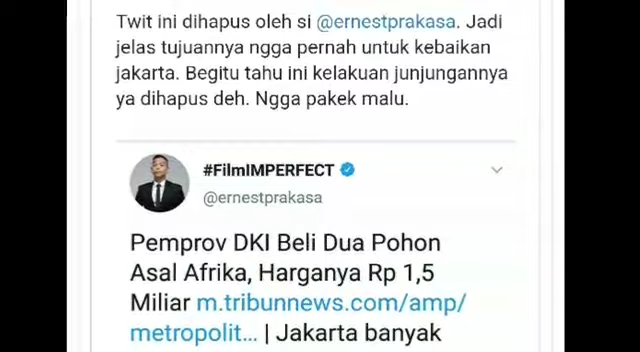 Twit ini dihapus oleh si @ernestprakasa. Jadi
jelas tujuannya ngga pernah untuk kebaikan
jakarta. Begitu tahu ini kelakuan junjungannya
ya dihapus deh. Ngga pakek malu.
#FilmIMPERFECT
@ernestprakasa
Pemprov DKI Beli Dua Pohon
Asal Afrika, Harganya Rp 1,5
Miliar m.tribunnews.com/amp/
metropolit... | Jakarta banyak